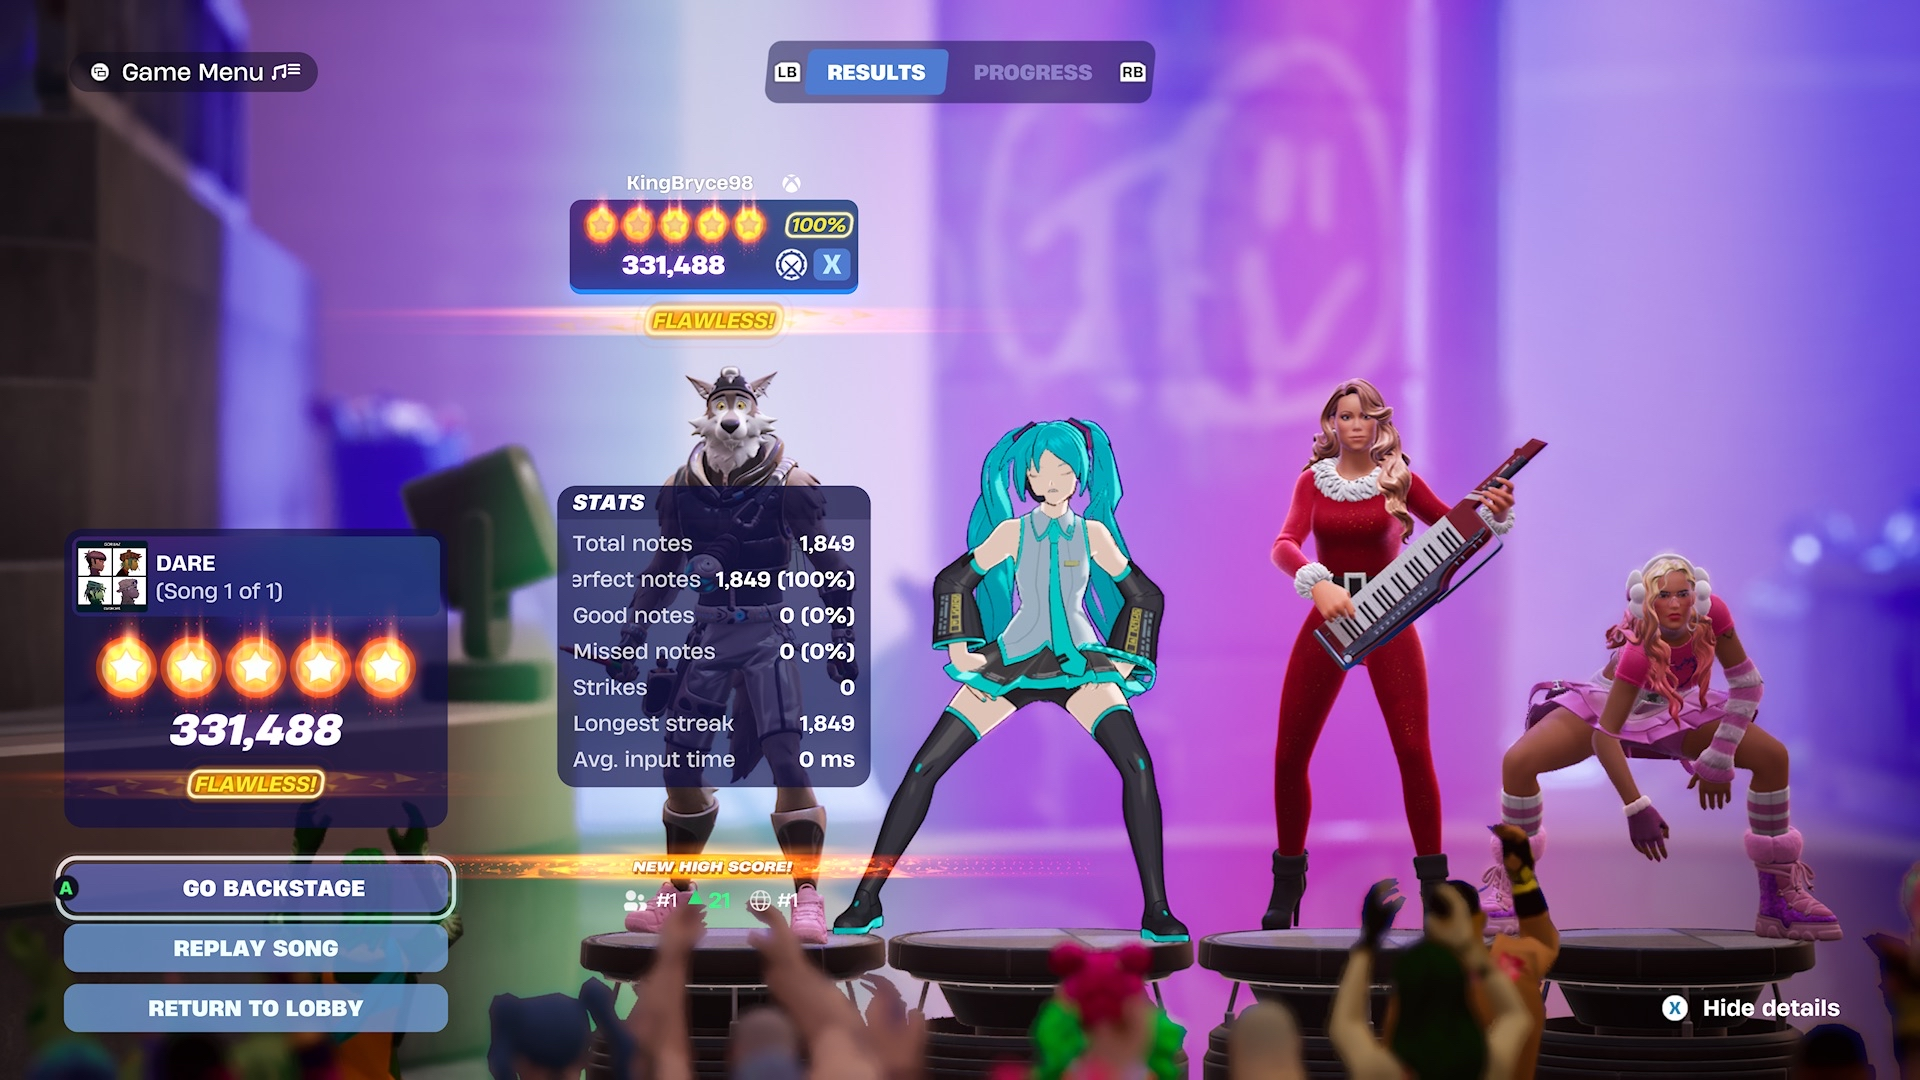 Game Menu
LB RESULTS PROGRESS RB
KingBryce98
100%
331,488
X
FLAWLESS!
STATS
Total notes 1,849
erfect notes 1,849 (100%)
Good notes 0 (0%)
Missed notes 0 (0%)
Strikes 0
Longest streak 1,849
Avg. input time 0 ms
NEW HIGH SCORE!
#1 21 #1
DARE
(Song 1 of 1)
331,488
FLAWLESS!
A GO BACKSTAGE
REPLAY SONG
RETURN TO LOBBY
X Hide details